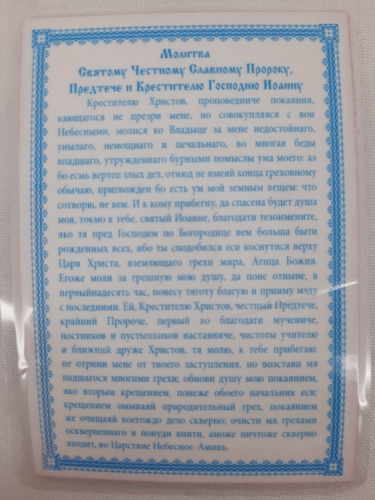 Молитва
Святому Честному Славному Пророку,
Предтече и Крестителю Господню Иоанну
Крестителю Христов, проповедниче покаяния,
кающагося не презри мене, но совокупляяся с вои
Небесными, молися ко Владыце за мене недостойнаго,
унылаго, немощнаго и печальнаго, во многая беды
впадшаго, утружденнаго бурными помыслы ума моего: аз
бо есмь вертеп злых дел, отнюд не имеяй конца греховному
обычаю, пригвожден бо есть ум мой земным вещем: что
сотворю, не вем. И к кому прибегну, да спасена будет душа
моя, токмо к тебе, святый Иоанне, благодати тезоимените,
яко тя пред Господем по Богородице вем больша быти
рожденных всех, ибо ты сподобился еси коснутися верху
Царя Христа, вземлющаго грехи мира, Агнца Божия.
Егоже моли за грешную мою душу, да поне отныне, в
первыйнадесять час, понесу тяготу благую и прииму мзду
с последними. Ей, Крестителю Христов, честный Предтече,
крайний Пророче, первый во благодати мучениче,
постников и пустынников наставниче, чистоты учителю
и ближний друже Христов, тя молю, к тебе прибегаю:
не отрини мене от твоего заступления, но возстави мя
падшагося многими грехи; обнови душу мою покаянием,
яко вторым крещением, понеже обоего начальник еси:
крещением омываяй прародительный грех, покаянием
же очищаяй коегождо дело скверно; очисти мя грехами
оскверненнаго и понуди внити, аможе ничтоже скверно
входит, во Царствие Небесное. Аминь.